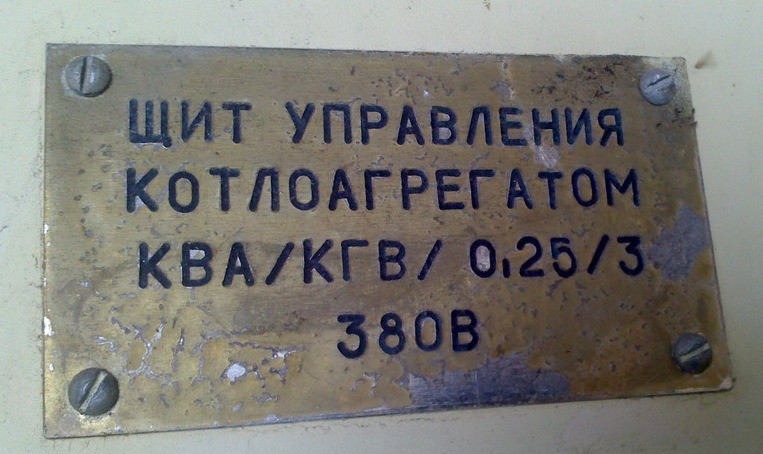 ЩИТ УПРАВЛЕНИЯ
КОТЛОАГРЕГАТОМ
КВА/КГВ/ 0,25/3
380В